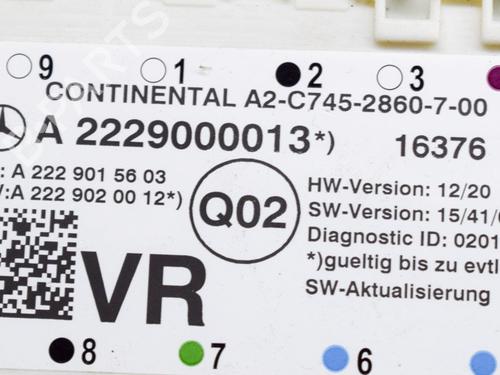 9 1 2 3
CONTINENTAL A2-C745-2860-7-00
A 2229000013*) 16376
: A 222 901 56 03
:A 222 902 00 12*)
Q02
HW-Version: 12/20
SW-Version: 15/41/
Diagnostic ID: 0201
*)gueltig bis zu evtl
SW-Aktualisierung
VR
8 7 6